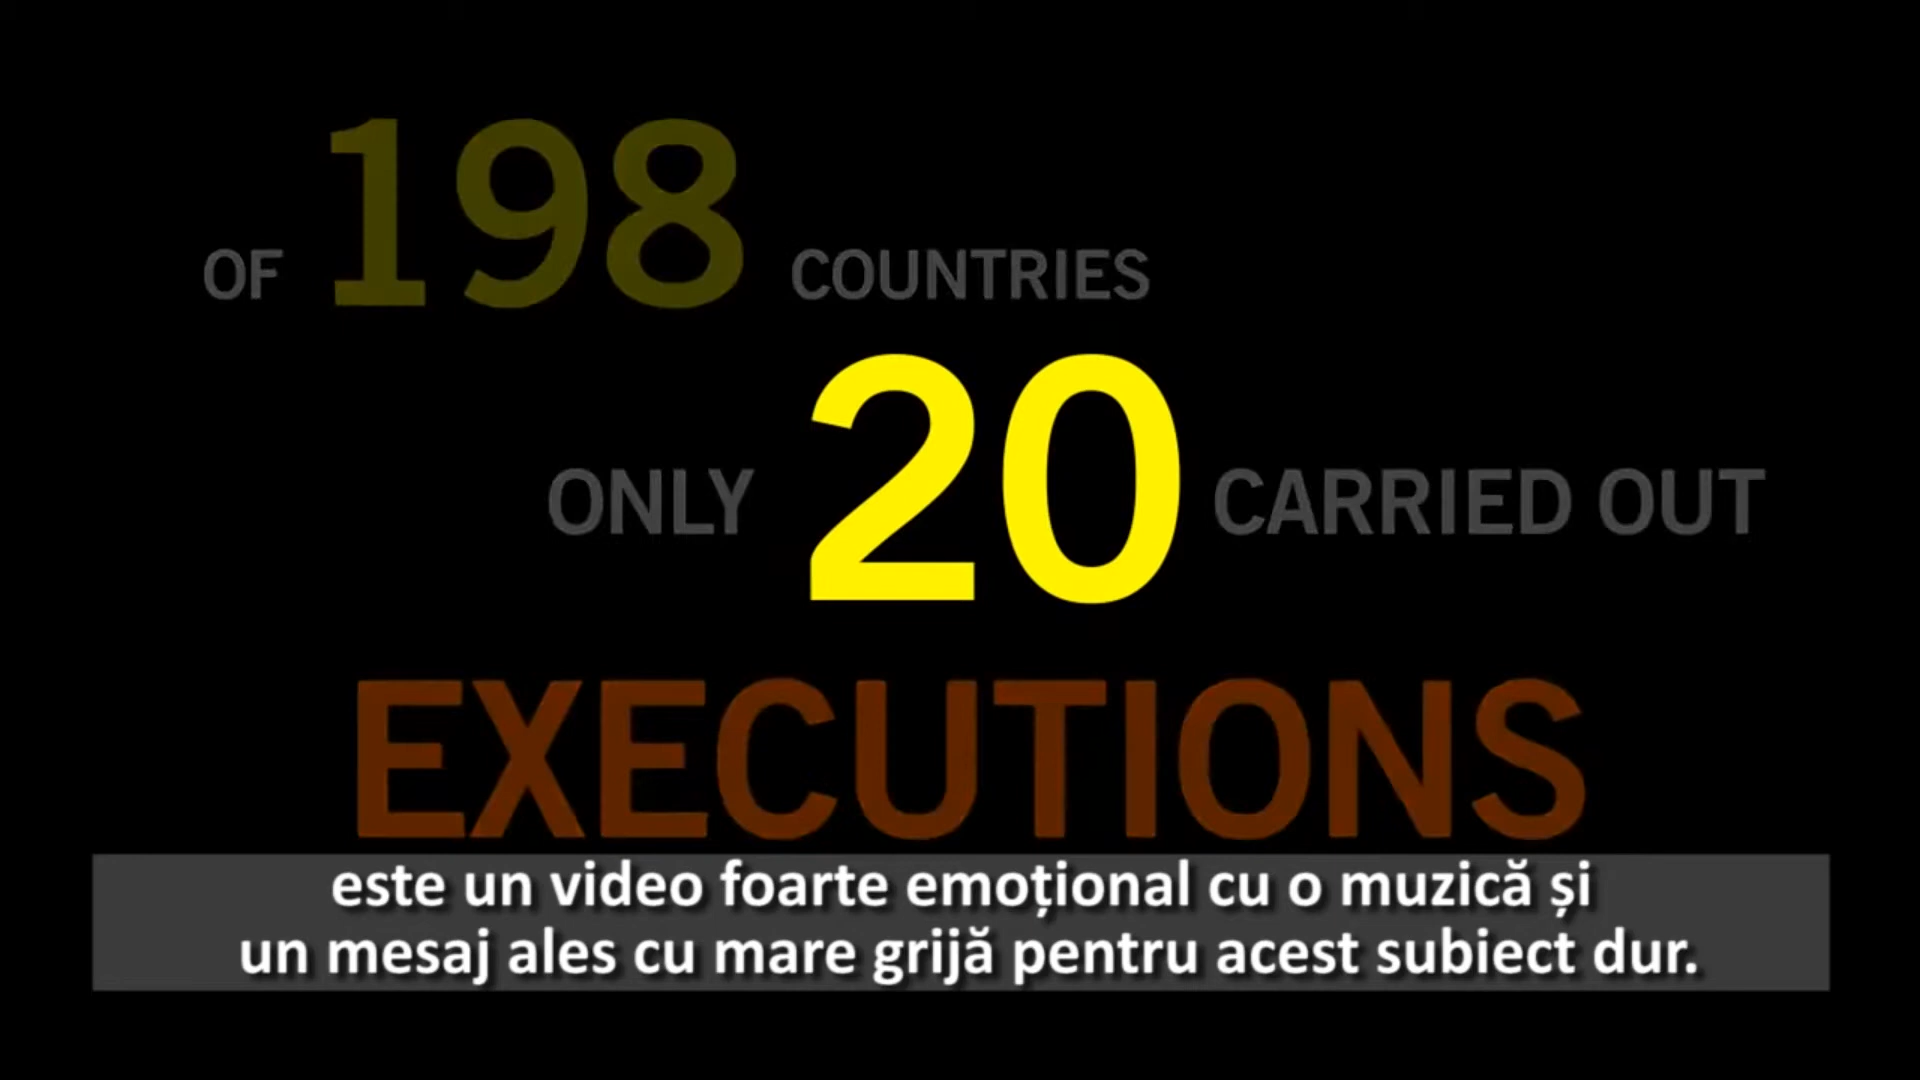 OF 198 COUNTRIES
ONLY 20 CARRIED OUT
EXECUTIONS
este un video foarte emoțional cu o muzică și
un mesaj ales cu mare grijă pentru acest subiect dur.